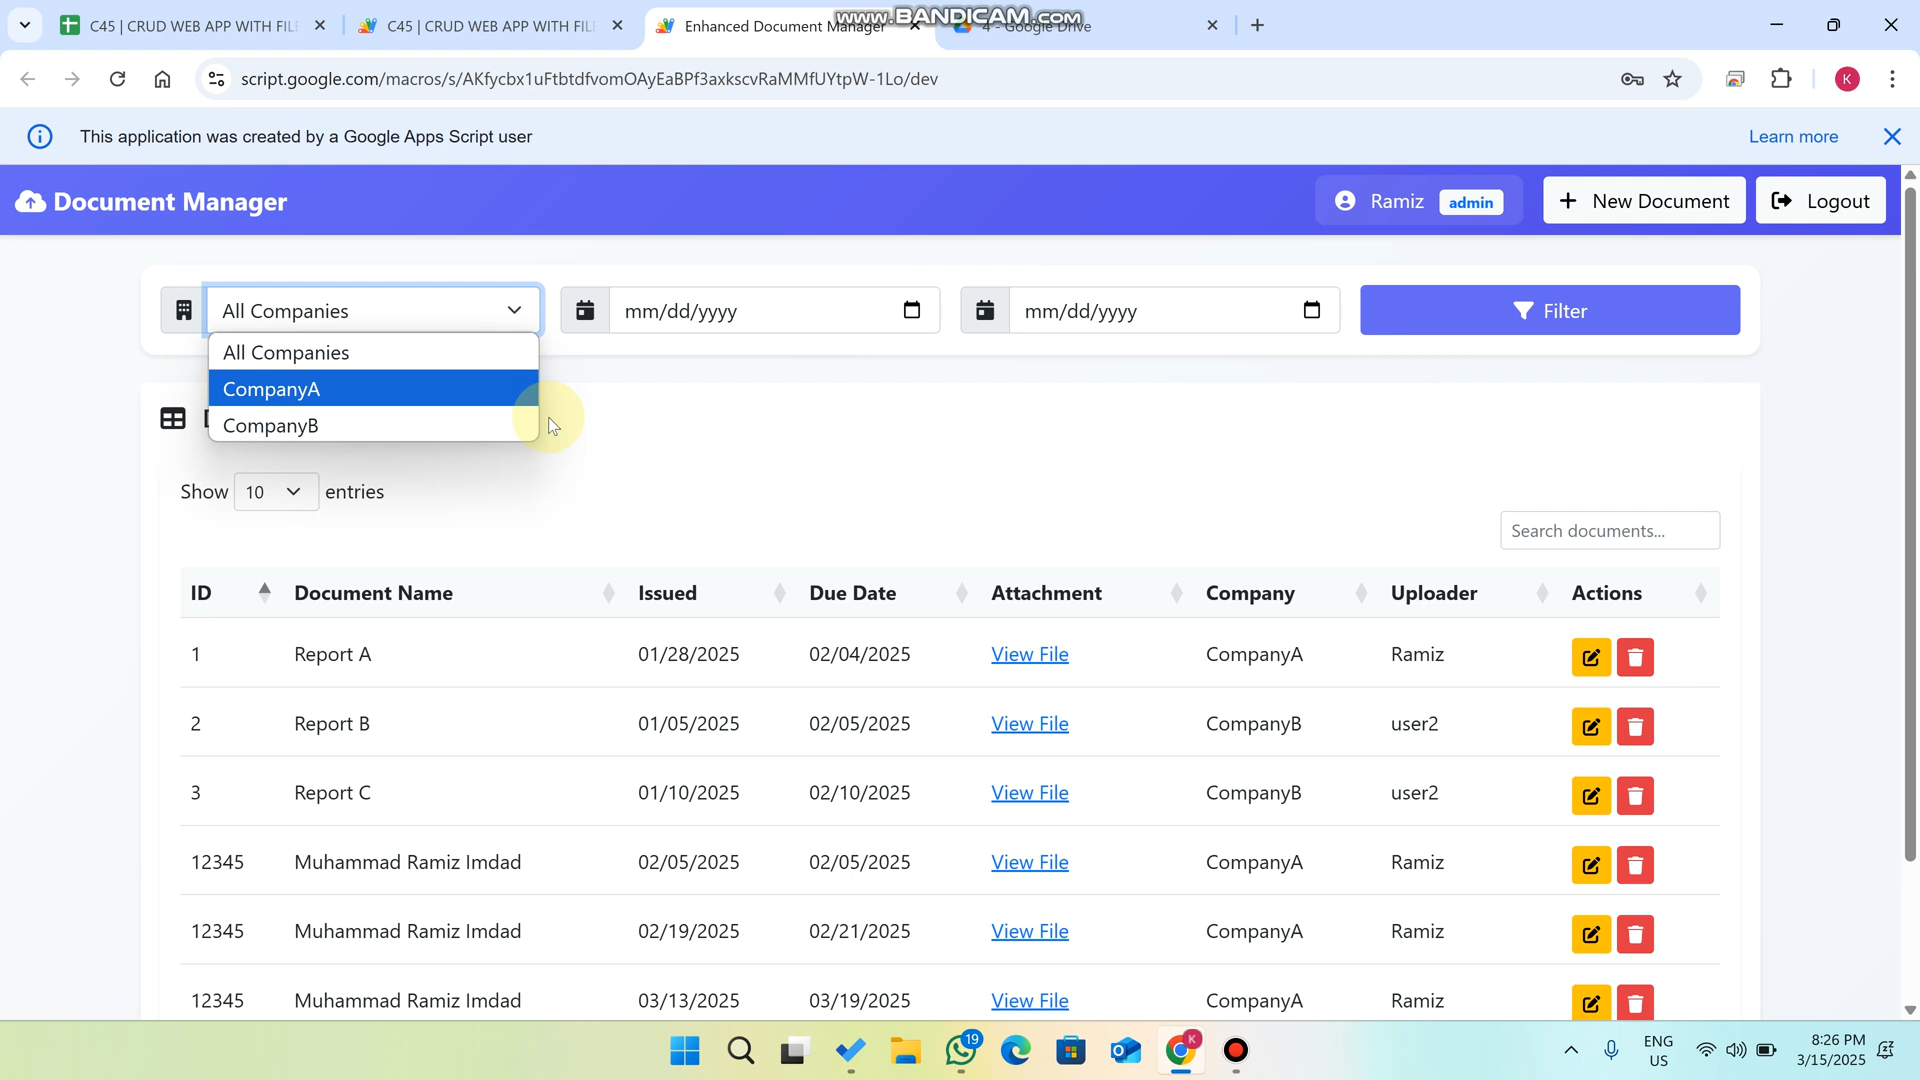 www.BANDICAM.com
C45 | CRUD WEB APP WITH FILE
C45 | CRUD WEB APP WITH FILE
Enhanced Document Manager
4 - Google Drive
script.google.com/macros/s/AKfycbx1uFtbtdfvomOAyEaBPf3axkscvRaMMfUYtpW-1Lo/dev
K
This application was created by a Google Apps Script user
Learn more
Document Manager
Ramiz admin
New Document
Logout
All Companies
mm/dd/yyyy
mm/dd/yyyy
Filter
All Companies
CompanyA
CompanyB
D
Show 10 entries
Search documents...
ID Document Name Issued Due Date Attachment Company Uploader Actions
1 Report A 01/28/2025 02/04/2025 View File CompanyA Ramiz
2 Report B 01/05/2025 02/05/2025 View File CompanyB user2
3 Report C 01/10/2025 02/10/2025 View File CompanyB user2
12345 Muhammad Ramiz Imdad 02/05/2025 02/05/2025 View File CompanyA Ramiz
12345 Muhammad Ramiz Imdad 02/19/2025 02/21/2025 View File CompanyA Ramiz
12345 Muhammad Ramiz Imdad 03/13/2025 03/19/2025 View File CompanyA Ramiz
19
K
ENG
US
8:26 PM
3/15/2025